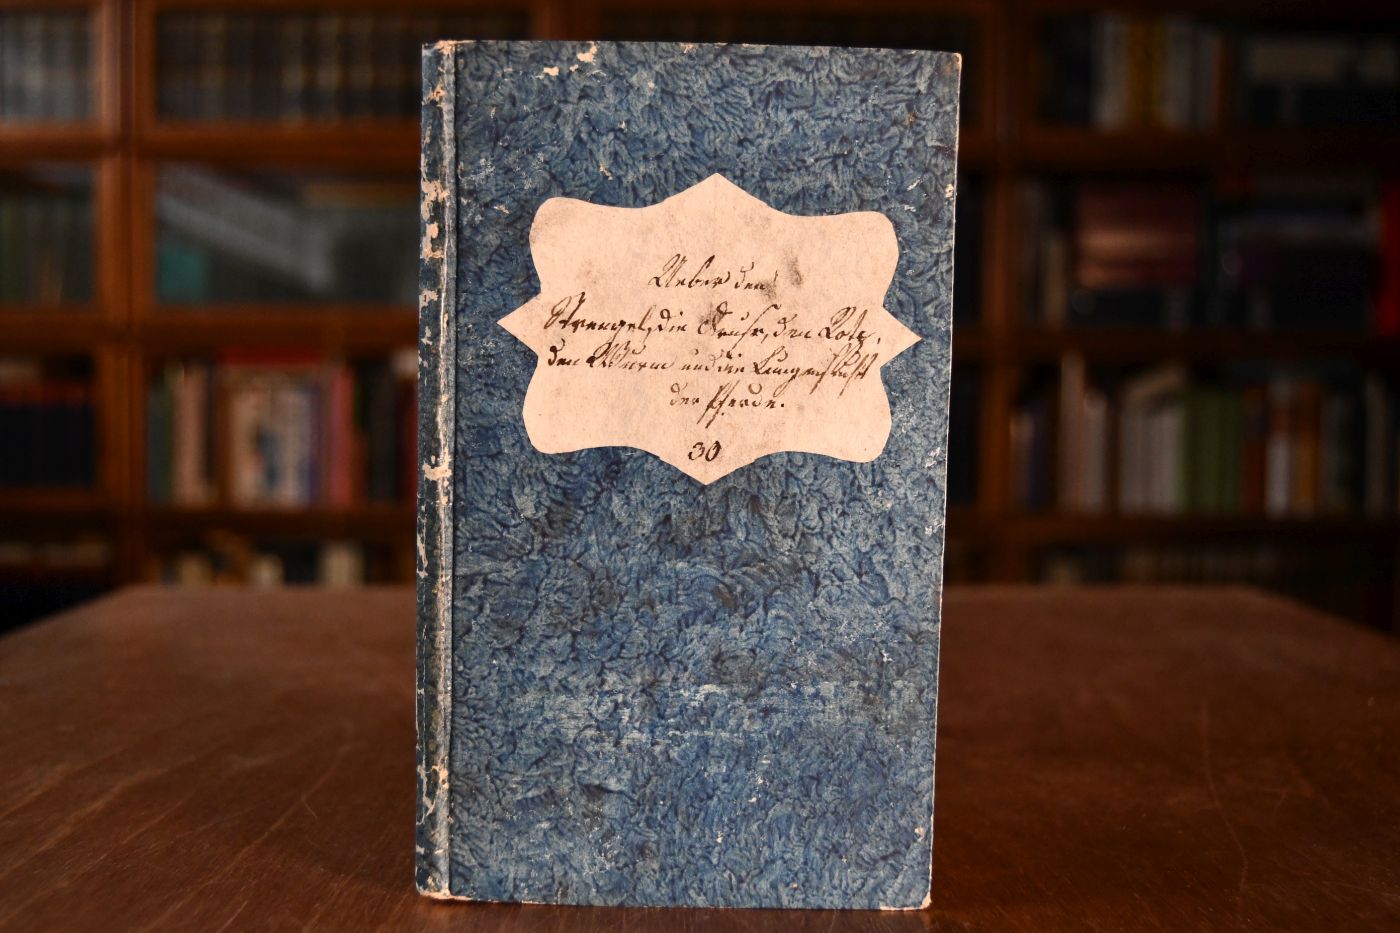 Ueber den
Strengel, die Druse, den Rotz,
den Wurm und die Lungensucht
der Pferde.
30